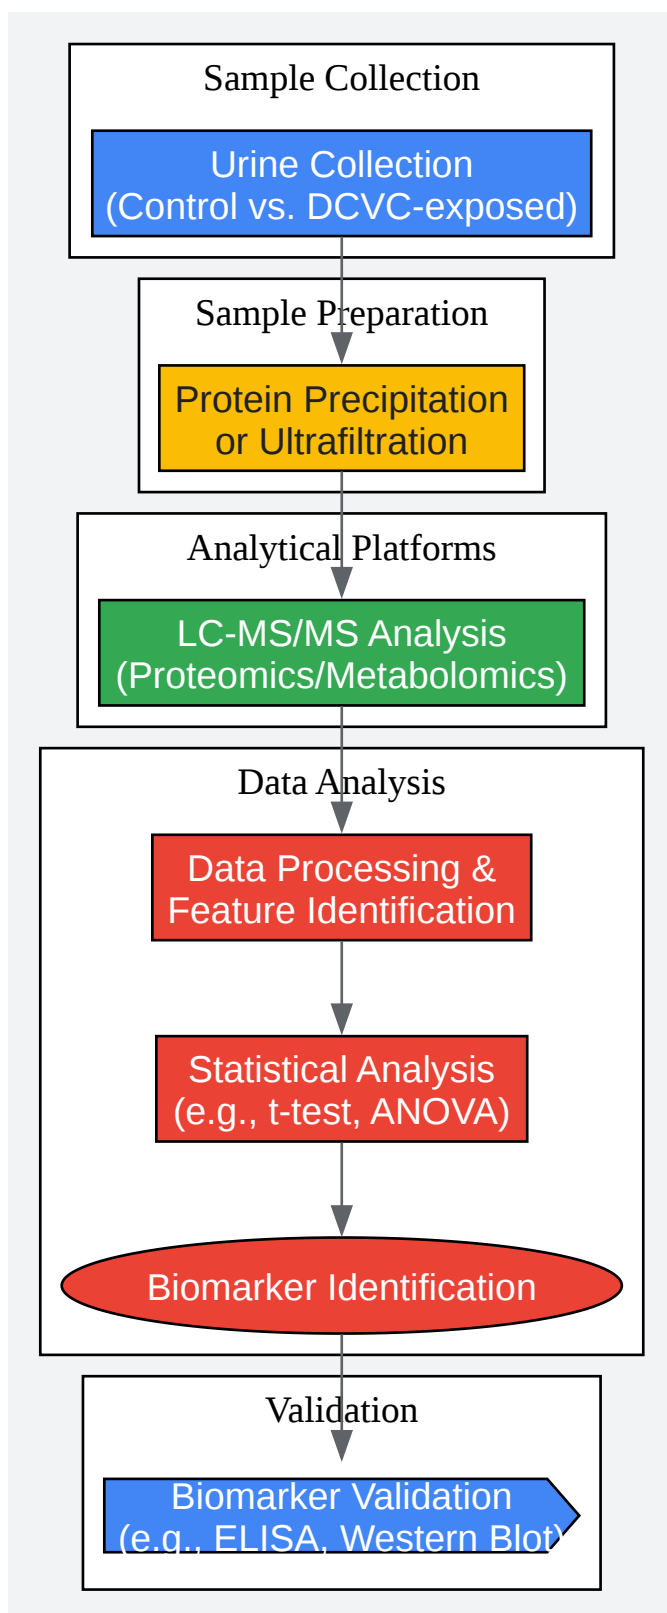 Sample Collection
Urine Collection
(Control vs. DCVC-exposed)
Sample Preparation
Protein Precipitation
or Ultrafiltration
Analytical Platforms
LC-MS/MS Analysis
(Proteomics/Metabolomics)
Data Analysis
Data Processing &
Feature Identification
Statistical Analysis
(e.g., t-test, ANOVA)
Biomarker Identification
Validation
Biomarker Validation
(e.g., ELISA, Western Blot)